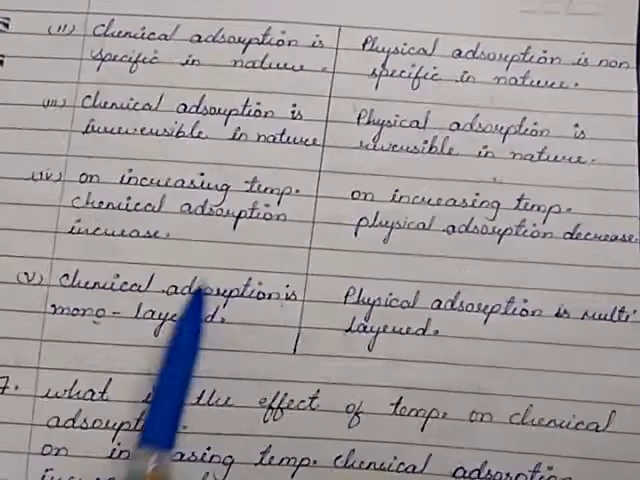 (ii) Chemical adsorption is
specific in nature.
Physical adsorption is non
specific in nature.
(iii) Chemical adsorption is
irreversible in nature
Physical adsorption is
reversible in nature.
(iv) on increasing temp.
chemical adsorption
increase.
on increasing temp.
physical adsorption decrease.
(v) Chemical adsorption is
mono-layered.
Physical adsorption is multi
layered.
7. what is the effect of temp. on chemical
on increasing temp. chemical adsorption